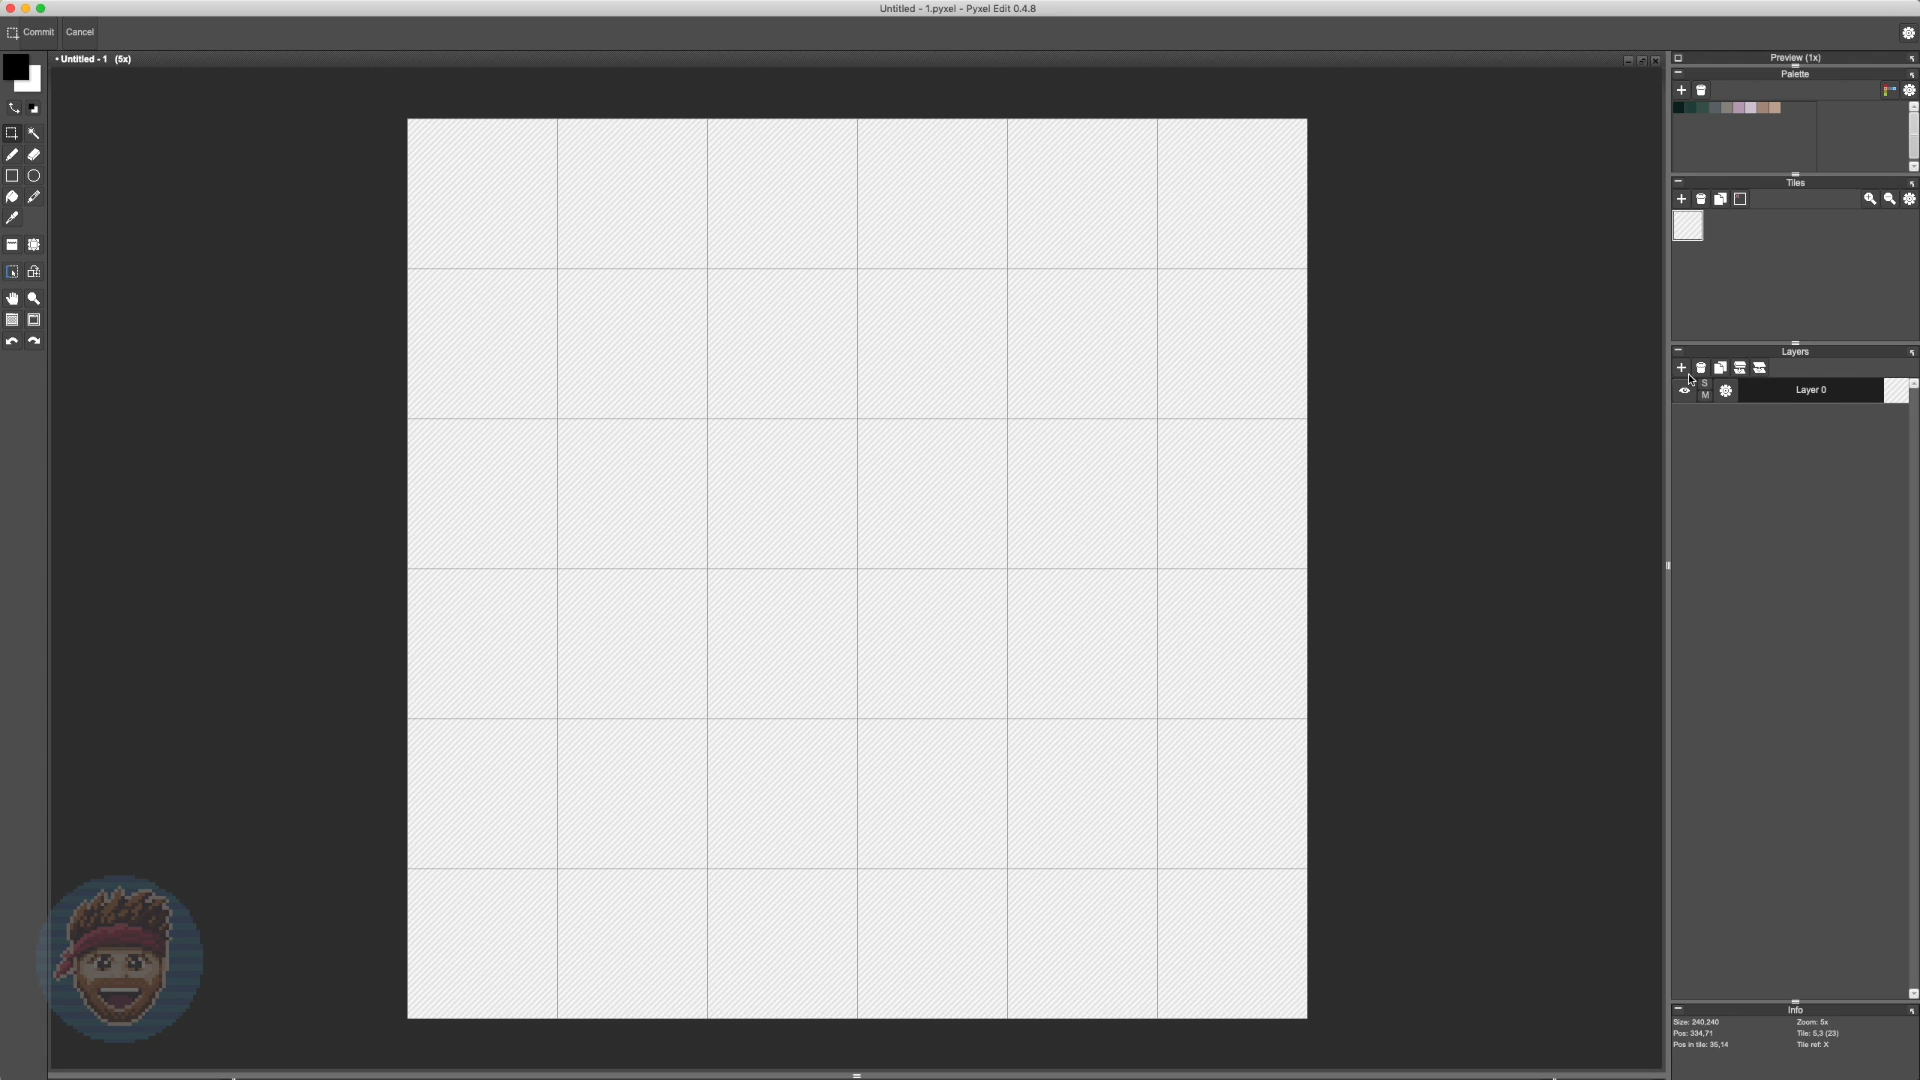 Untitled - 1.pyxel - Pyxel Edit 0.4.8
Commit Cancel
• Untitled - 1 (5x)
Preview (1x)
Palette
Tiles
Layers
S
M
Layer 0
Info
Size: 240,240 Zoom: 5x
Pos: 334,71 Tile: 5,3 (23)
Pos in tile: 35,14 Tile ref: X